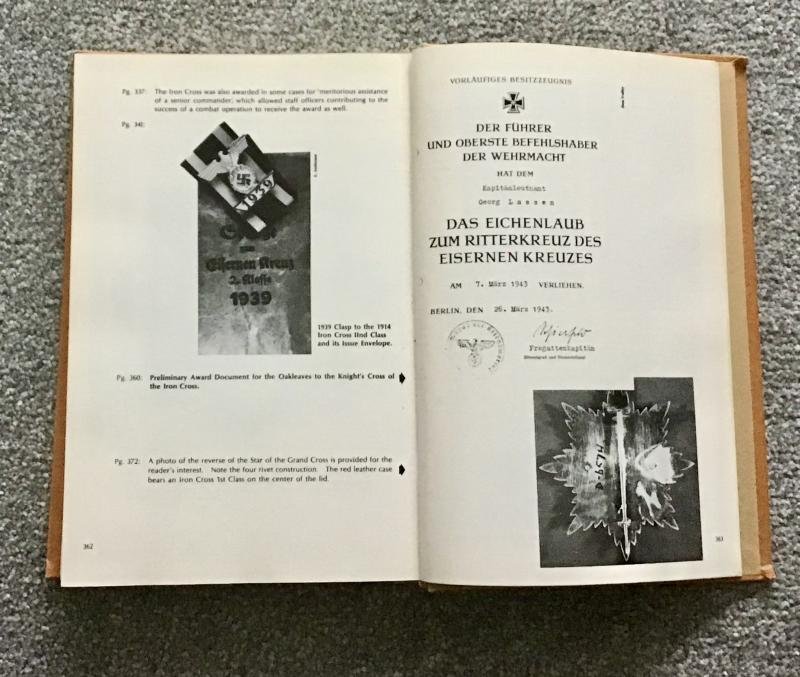 Pg. 337: The Iron Cross was also awarded in some cases for 'meritorious assistance
of a senior commander', which allowed staff officers contributing to the
success of a combat operation to receive the award as well.
Pg. 341:
1939
Eisernen Kreuz
2. Klasse
1939
1939 Clasp to the 1914
Iron Cross IInd Class
and its Issue Envelope.
Pg. 360: Preliminary Award Document for the Oakleaves to the Knight's Cross of
the Iron Cross.
Pg. 372: A photo of the reverse of the Star of the Grand Cross is provided for the
reader's interest. Note the four rivet construction. The red leather case
bears an Iron Cross 1st Class on the center of the lid.
362
VORLÄUFIGES BESITZZEUGNIS
DER FÜHRER
UND OBERSTE BEFEHLSHABER
DER WEHRMACHT
HAT DEM
Kapitänleutnant
Georg Lassen
DAS EICHENLAUB
ZUM RITTERKREUZ DES
EISERNEN KREUZES
AM 7. März 1943 VERLIEHEN.
BERLIN, DEN 26. März 1943.
Fregattenkapitän
363